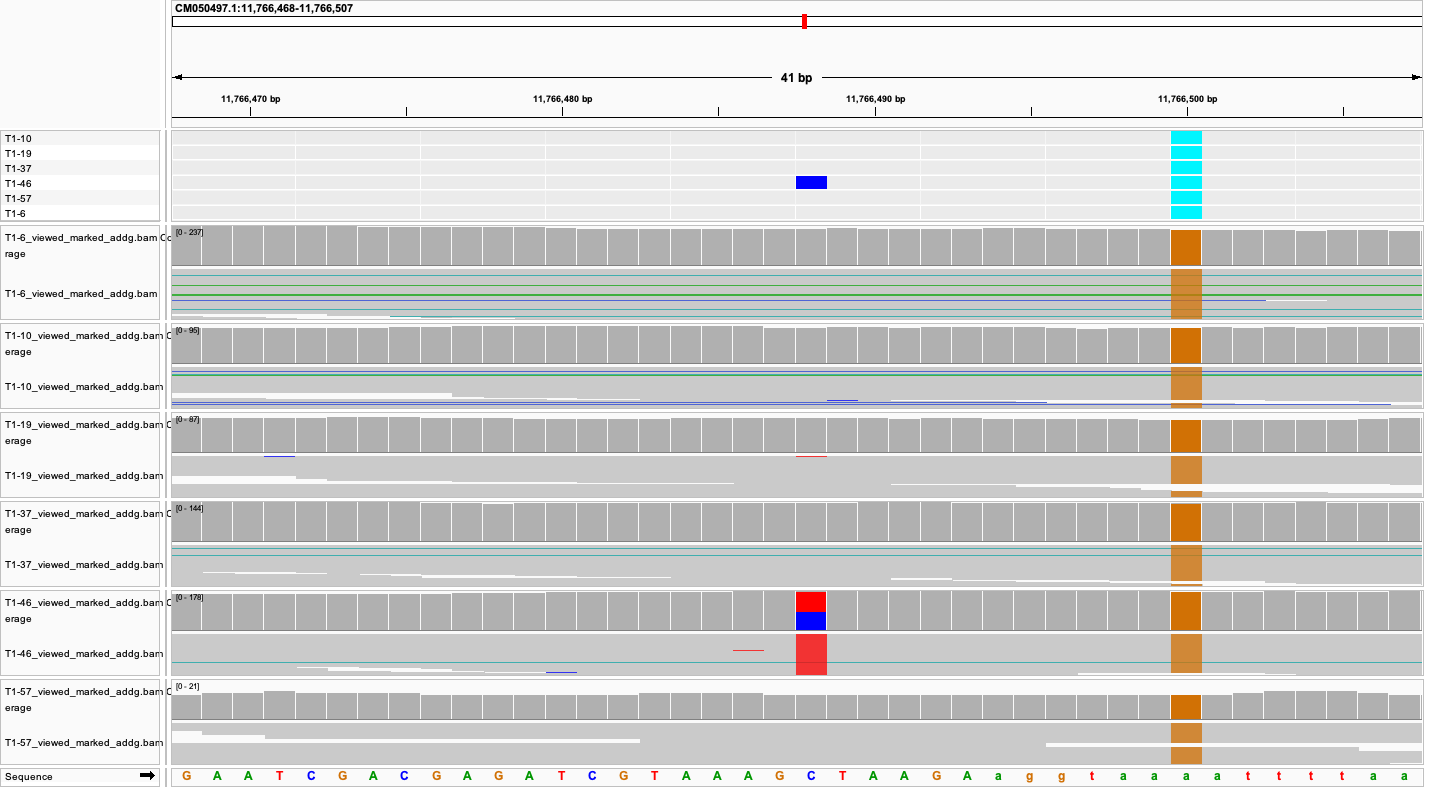 CM050497.1:11,766,468-11,766,507
41 bp
11,766,470 bp 11,766,480 bp 11,766,490 bp 11,766,500 bp
T1-10
T1-19
T1-37
T1-46
T1-57
T1-6
T1-6_viewed_marked_addg.bam Co
rage
[0 - 237]
T1-6_viewed_marked_addg.bam
T1-10_viewed_marked_addg.bam C
erage
[0 - 95]
T1-10_viewed_marked_addg.bam
T1-19_viewed_marked_addg.bam C
erage
[0 - 87]
T1-19_viewed_marked_addg.bam
T1-37_viewed_marked_addg.bam C
erage
[0 - 144]
T1-37_viewed_marked_addg.bam
T1-46_viewed_marked_addg.bam C
erage
[0 - 178]
T1-46_viewed_marked_addg.bam
T1-57_viewed_marked_addg.bam C
erage
[0 - 21]
T1-57_viewed_marked_addg.bam
Sequence G A A T C G A C G A G A T C G T A A A G C T A A G A a g g t a a a a t t t t a a